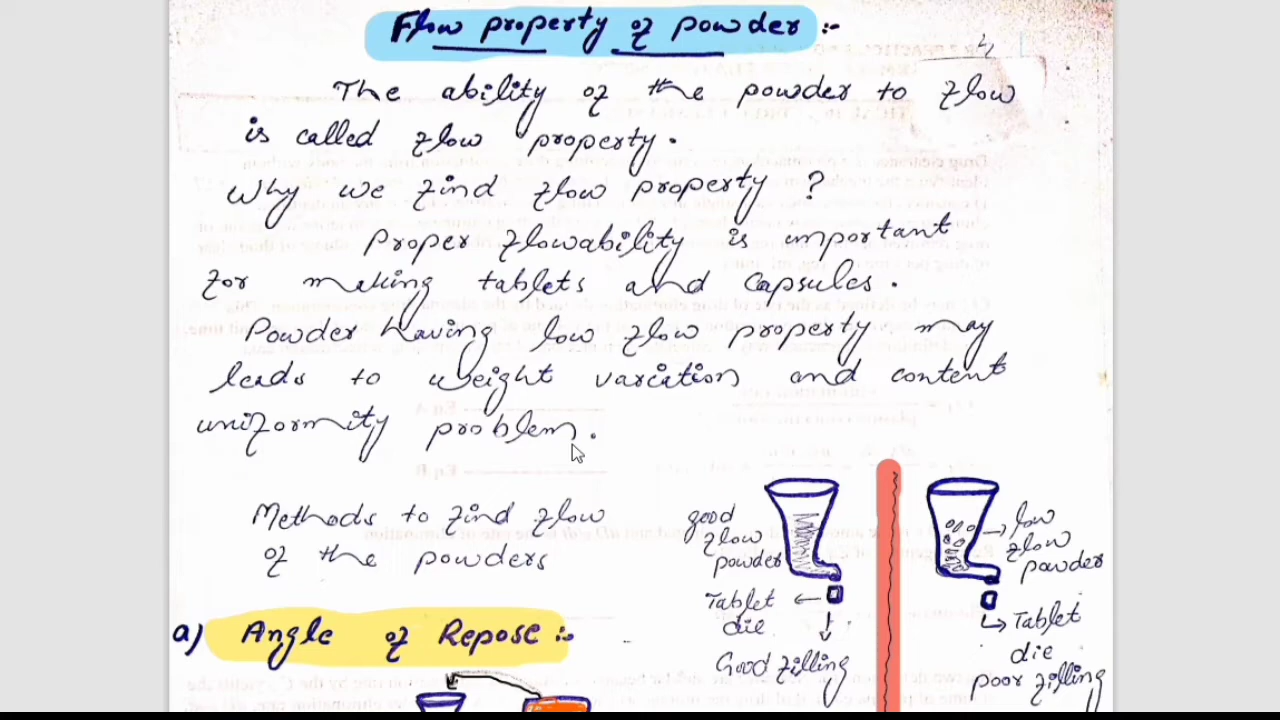 Flow property of powder :-
The ability of the powder to flow
is called flow property.
Why we find flow property ?
Proper flowability is important
for making tablets and capsules.
Powder having low flow property may
leads to weight variation and content
uniformity problem.
Methods to find flow
of the powders
good
flow
powder
Tablet
die
Good filling
low
flow
powder
Tablet
die
poor filling
a) Angle of Repose :-